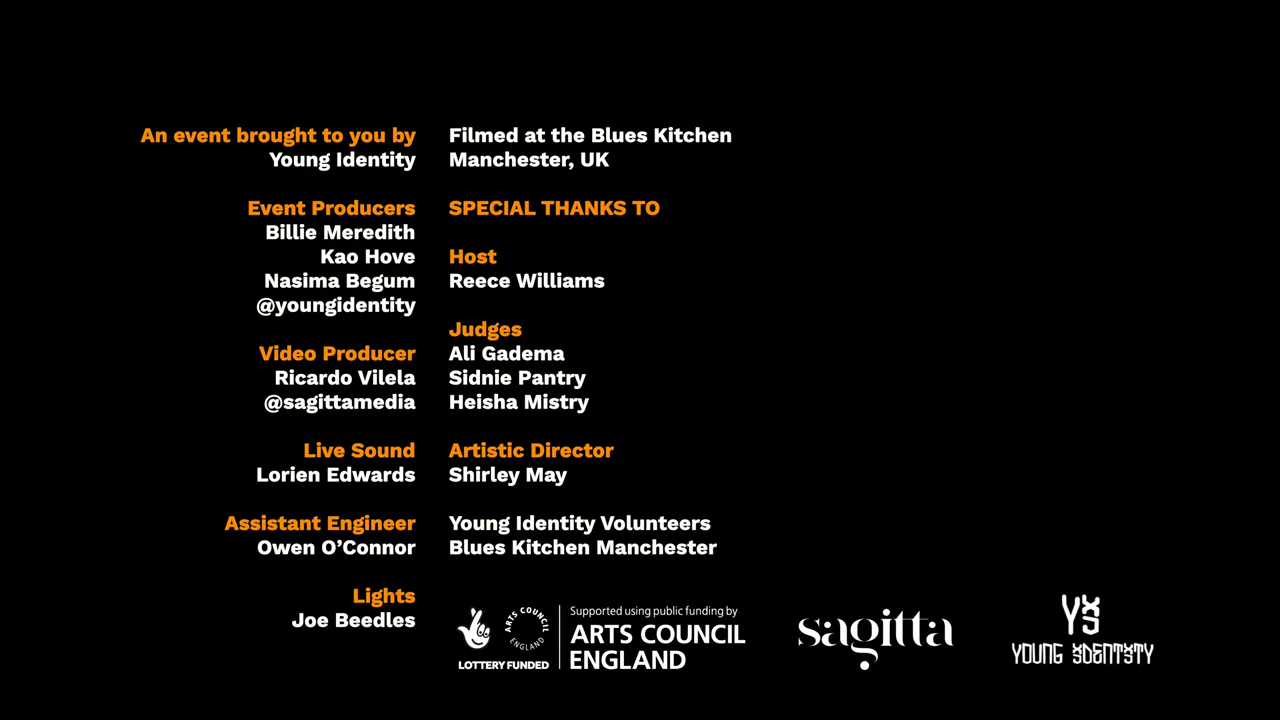 An event brought to you by
Young Identity
Event Producers
Billie Meredith
Kao Hove
Nasima Begum
@youngidentity
Video Producer
Ricardo Vilela
@sagittamedia
Live Sound
Lorien Edwards
Assistant Engineer
Owen O’Connor
Lights
Joe Beedles
Filmed at the Blues Kitchen
Manchester, UK
SPECIAL THANKS TO
Host
Reece Williams
Judges
Ali Gadema
Sidnie Pantry
Heisha Mistry
Artistic Director
Shirley May
Young Identity Volunteers
Blues Kitchen Manchester
LOTTERY FUNDED
ARTS COUNCIL
ENGLAND
Supported using public funding by
ARTS COUNCIL
ENGLAND
sagitta
YOUNG IDENTITY